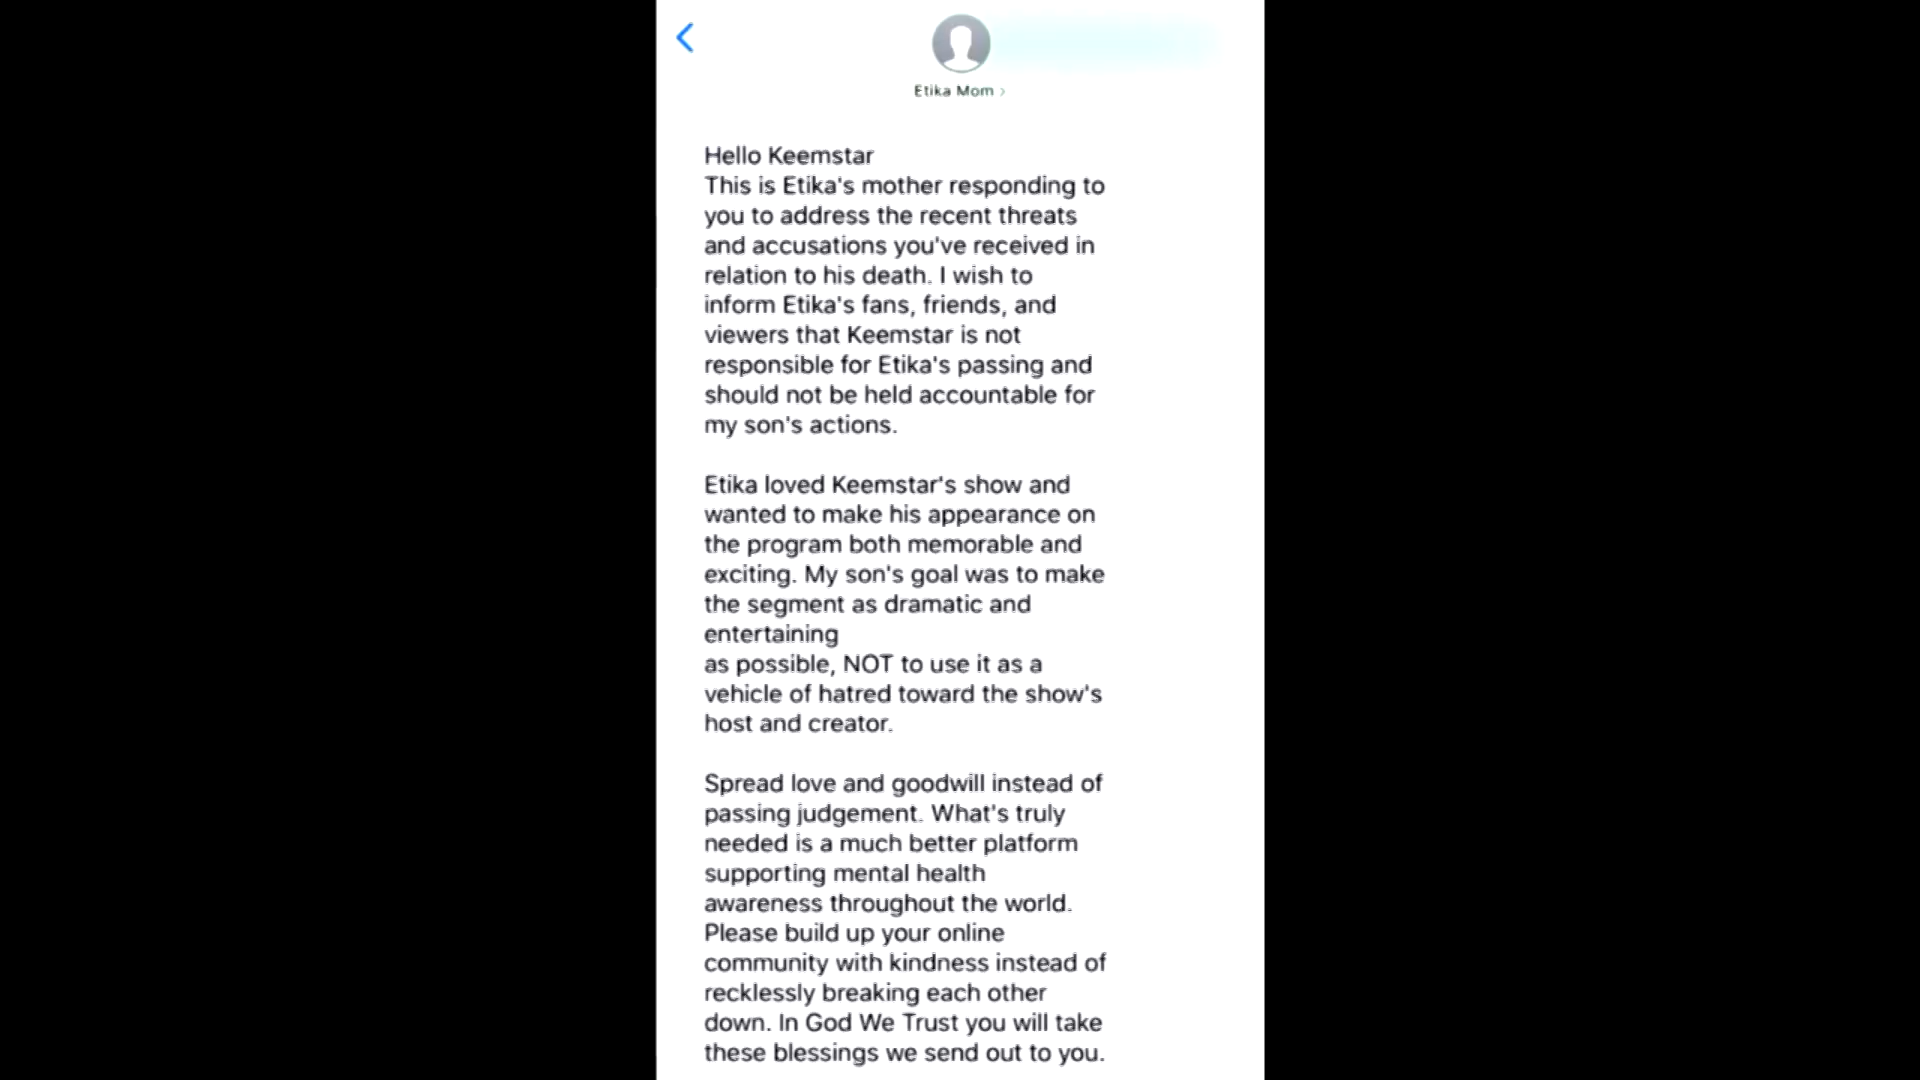 Etika Mom
Hello Keemstar
This is Etika's mother responding to
you to address the recent threats
and accusations you've received in
relation to his death. I wish to
inform Etika's fans, friends, and
viewers that Keemstar is not
responsible for Etika's passing and
should not be held accountable for
my son's actions.
Etika loved Keemstar's show and
wanted to make his appearance on
the program both memorable and
exciting. My son's goal was to make
the segment as dramatic and
entertaining
as possible, NOT to use it as a
vehicle of hatred toward the show's
host and creator.
Spread love and goodwill instead of
passing judgement. What's truly
needed is a much better platform
supporting mental health
awareness throughout the world.
Please build up your online
community with kindness instead of
recklessly breaking each other
down. In God We Trust you will take
these blessings we send out to you.